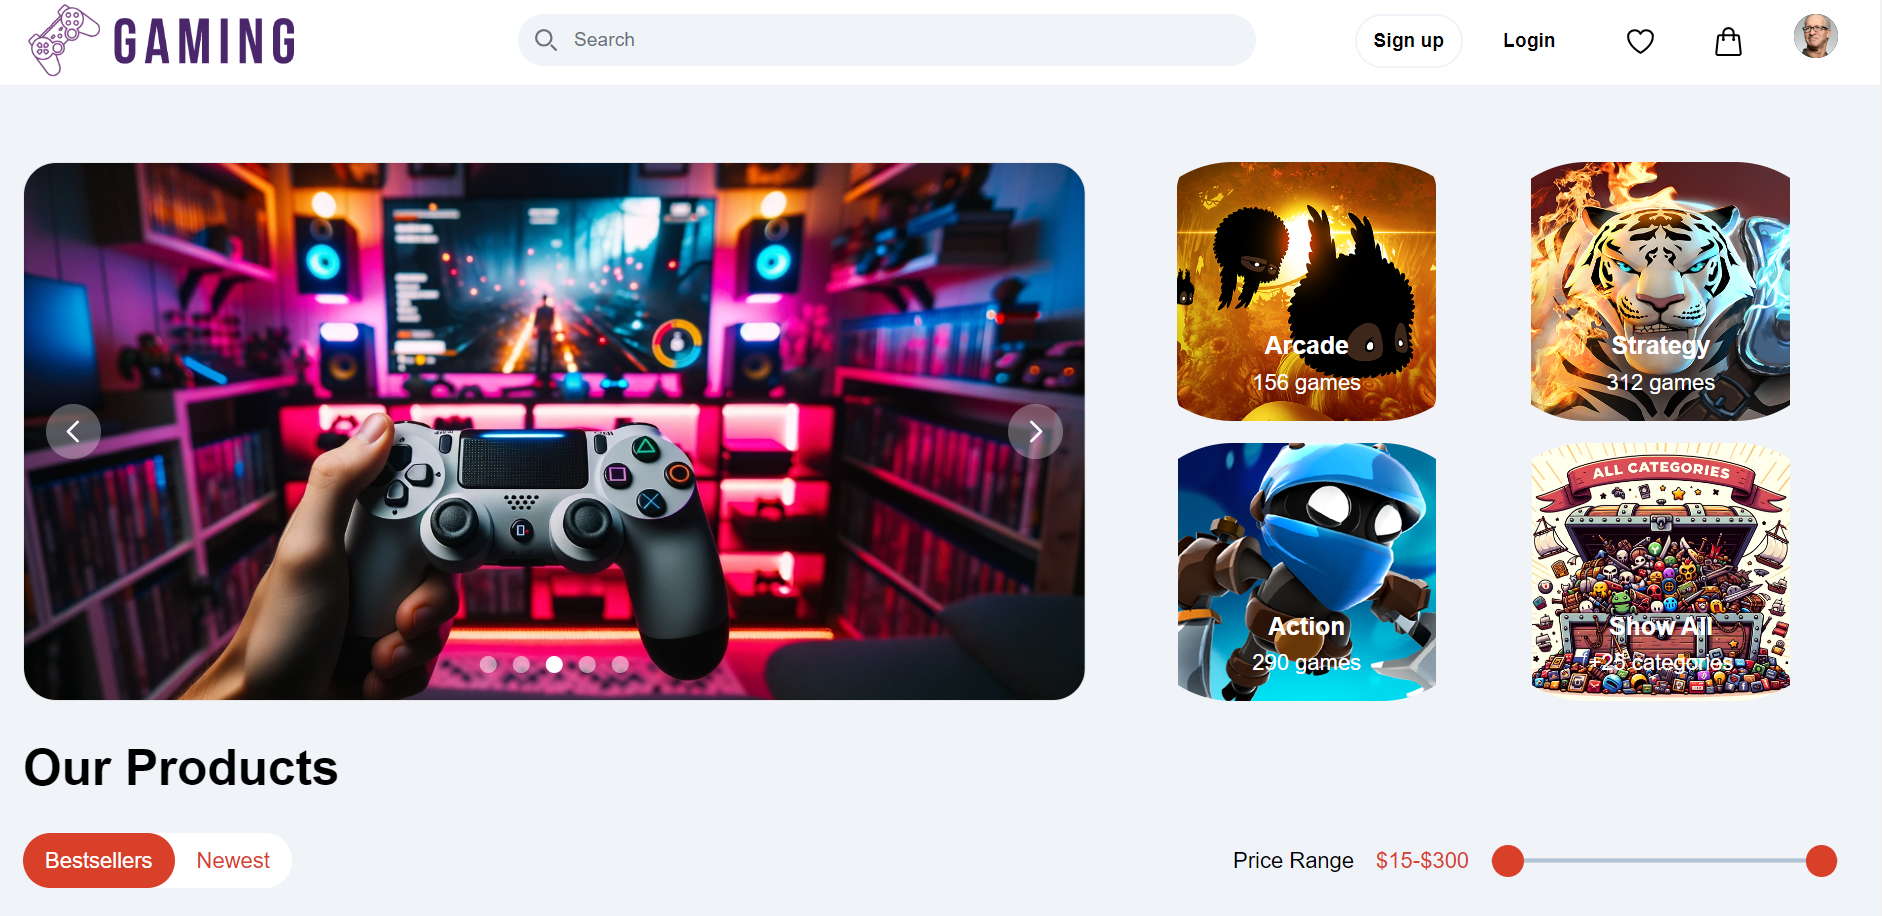 GAMING
Search
Sign up
Login
Arcade
156 games
Strategy
312 games
Action
290 games
ALL CATEGORIES
Show All
+25 categories
Our Products
Bestsellers
Newest
Price Range
$15-$300